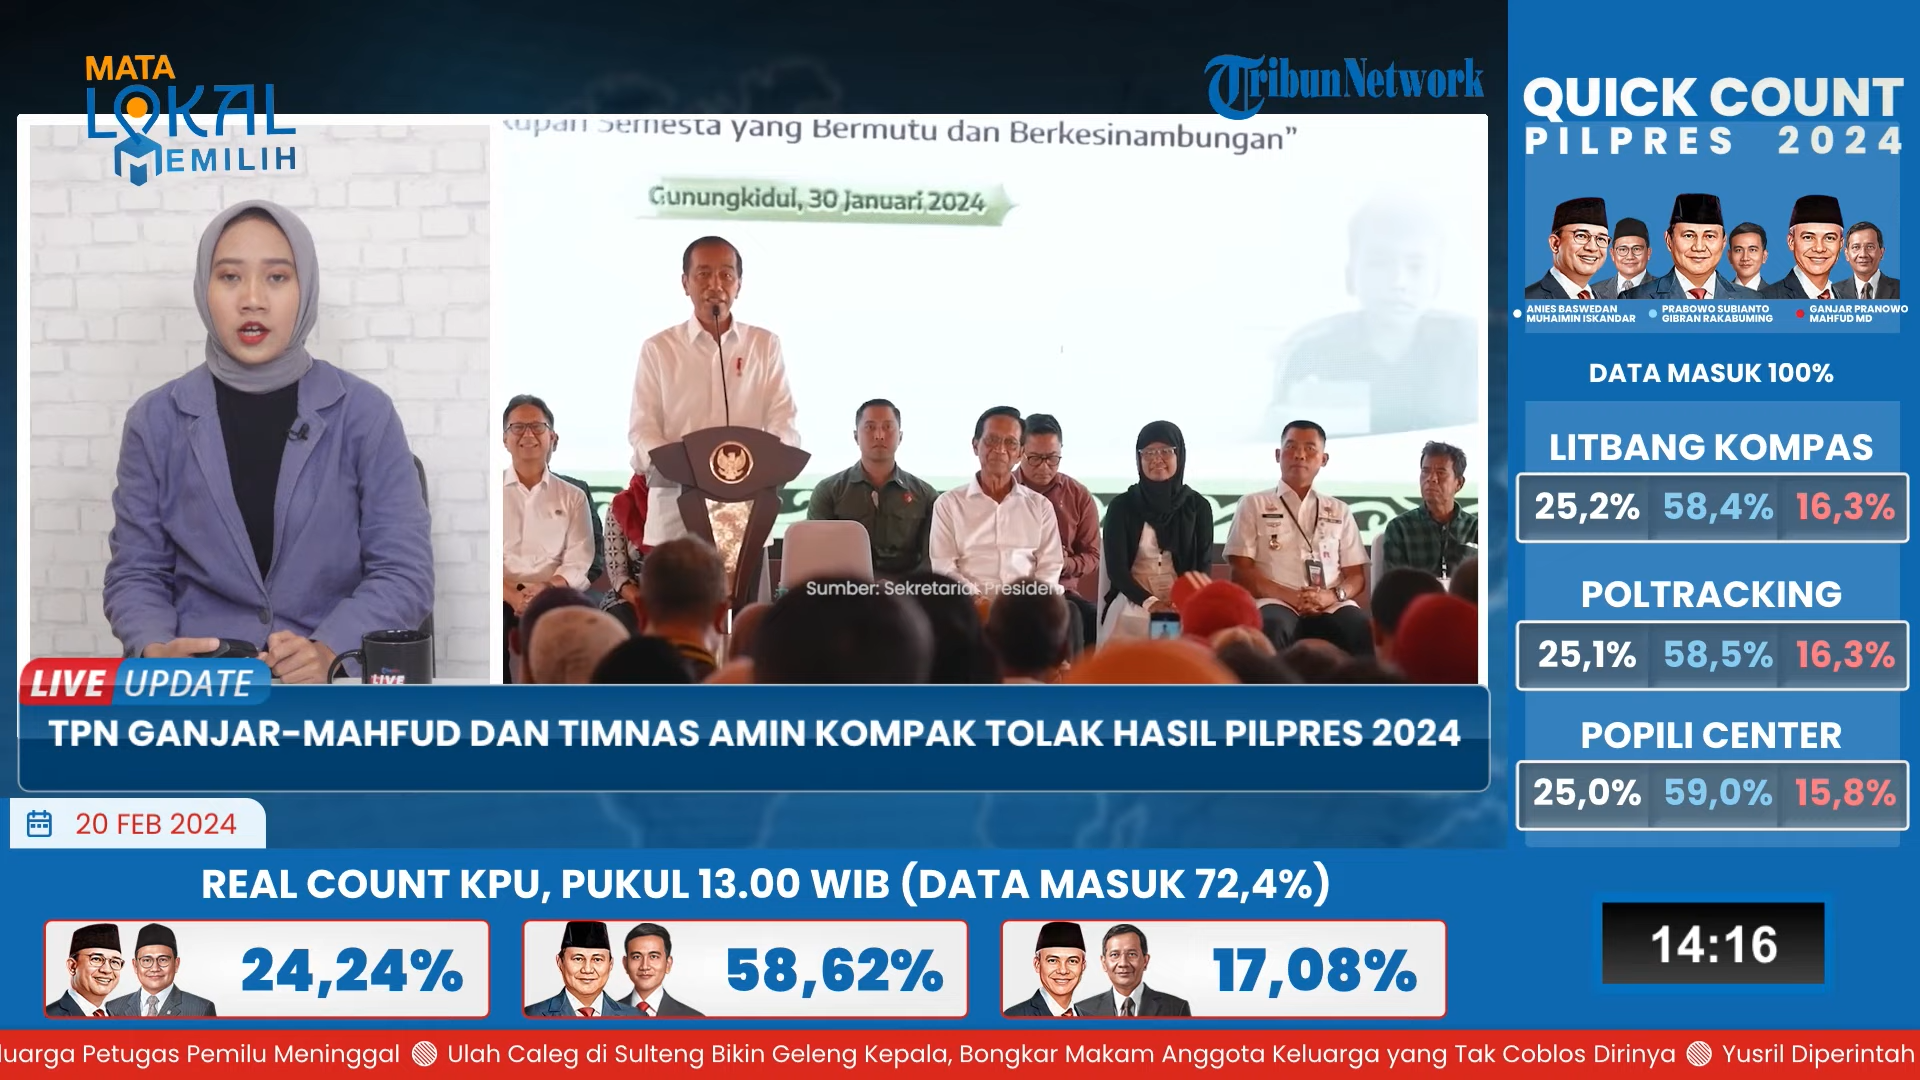 MATA
LOKAL
MEMILIH
TribunNetwork
Semesta yang Bermutu dan Berkesinambungan”
Gunungkidul, 30 Januari 2024
Sumber: Sekretariat Presiden
LIVE
LIVE UPDATE
TPN GANJAR-MAHFUD DAN TIMNAS AMIN KOMPAK TOLAK HASIL PILPRES 2024
20 FEB 2024
QUICK COUNT
PILPRES 2024
ANIES BASWEDAN
MUHAIMIN ISKANDAR
PRABOWO SUBIANTO
GIBRAN RAKABUMING
GANJAR PRANOWO
MAHFUD MD
DATA MASUK 100%
LITBANG KOMPAS
25,2% 58,4% 16,3%
POLTRACKING
25,1% 58,5% 16,3%
POPILI CENTER
25,0% 59,0% 15,8%
REAL COUNT KPU, PUKUL 13.00 WIB (DATA MASUK 72,4%)
24,24% 58,62% 17,08%
14:16
luarga Petugas Pemilu Meninggal Ulah Caleg di Sulteng Bikin Geleng Kepala, Bongkar Makam Anggota Keluarga yang Tak Coblos Dirinya Yusril Diperintah